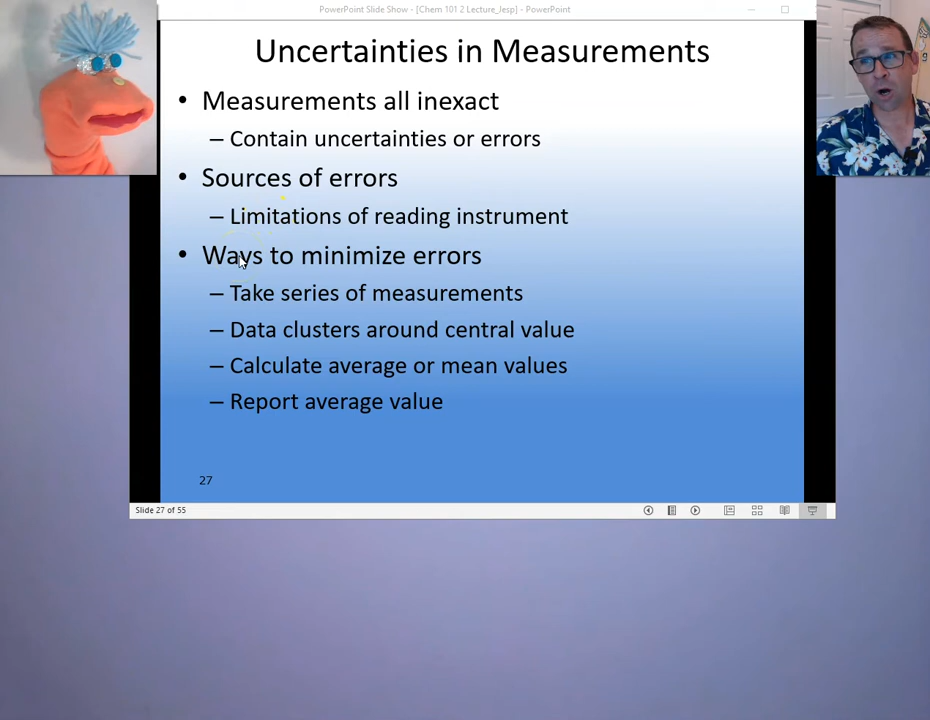 PowerPoint Slide Show - [Chem 101 2 Lecture_Jesp] - PowerPoint
Uncertainties in Measurements
• Measurements all inexact
– Contain uncertainties or errors
• Sources of errors
– Limitations of reading instrument
• Ways to minimize errors
– Take series of measurements
– Data clusters around central value
– Calculate average or mean values
– Report average value
27
Slide 27 of 55